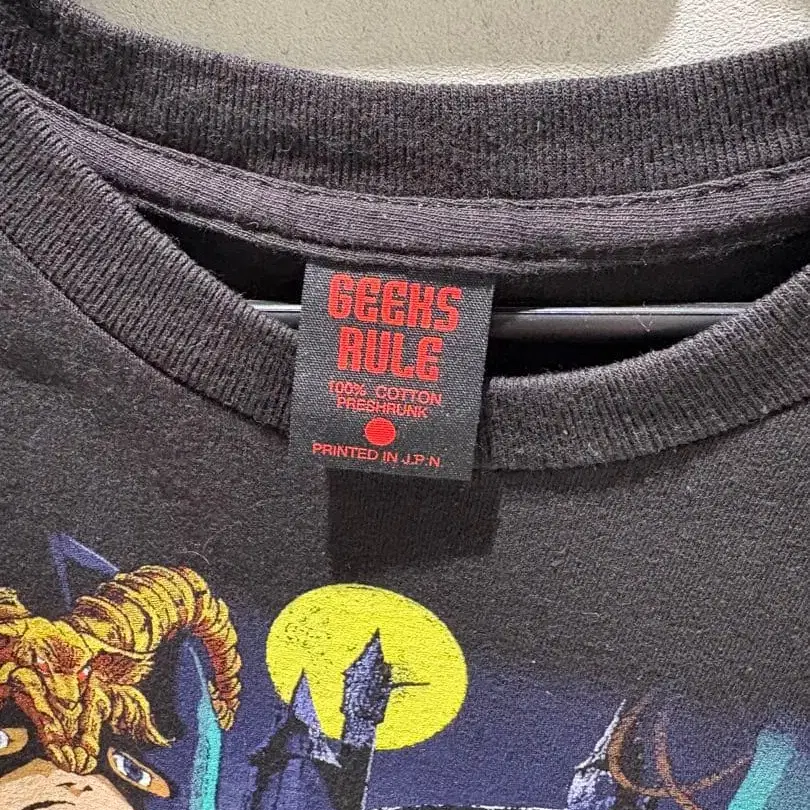 GEEKS
RULE
100% COTTON
PRESHRUNK
PRINTED IN J.P.N.